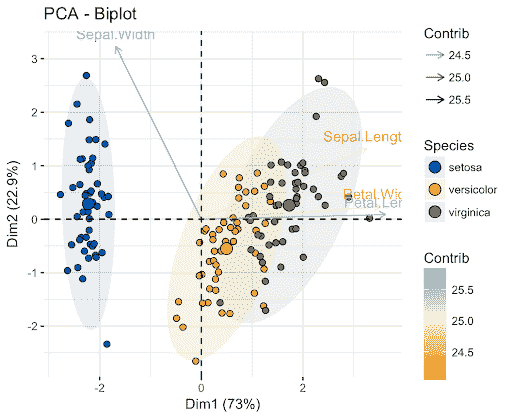 PCA - Biplot
Sepal.Width
Sepal.Lengt
Petal.Wid
Petal.Len
3
2
1
0
-1
-2
-2
0
2
Dim1 (73%)
Dim2 (22.9%)
Contrib
24.5
25.0
25.5
Species
setosa
versicolor
virginica
Contrib
25.5
25.0
24.5